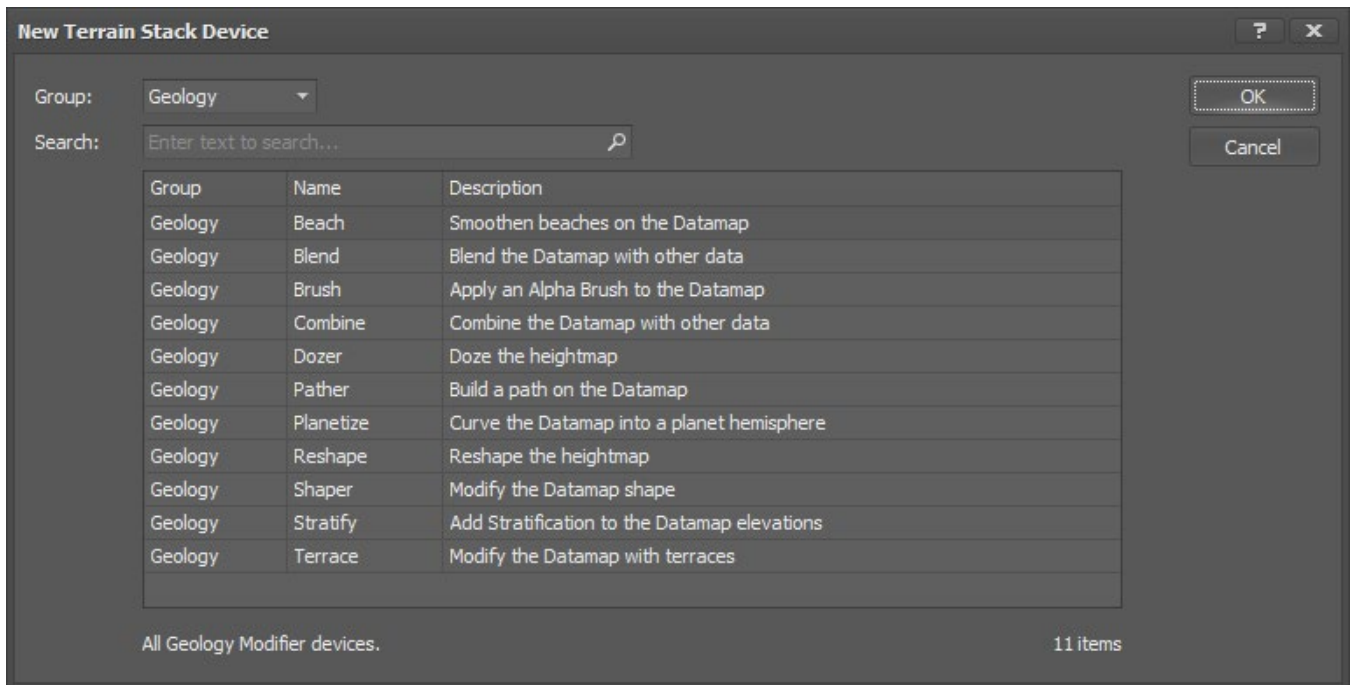 New Terrain Stack Device
? x
Group: Geology OK
Search: Enter text to search... Cancel
Group Name Description
Geology Beach Smoothen beaches on the Datamap
Geology Blend Blend the Datamap with other data
Geology Brush Apply an Alpha Brush to the Datamap
Geology Combine Combine the Datamap with other data
Geology Dozer Doze the heightmap
Geology Pather Build a path on the Datamap
Geology Planetize Curve the Datamap into a planet hemisphere
Geology Reshape Reshape the heightmap
Geology Shaper Modify the Datamap shape
Geology Stratify Add Stratification to the Datamap elevations
Geology Terrace Modify the Datamap with terraces
All Geology Modifier devices. 11 items